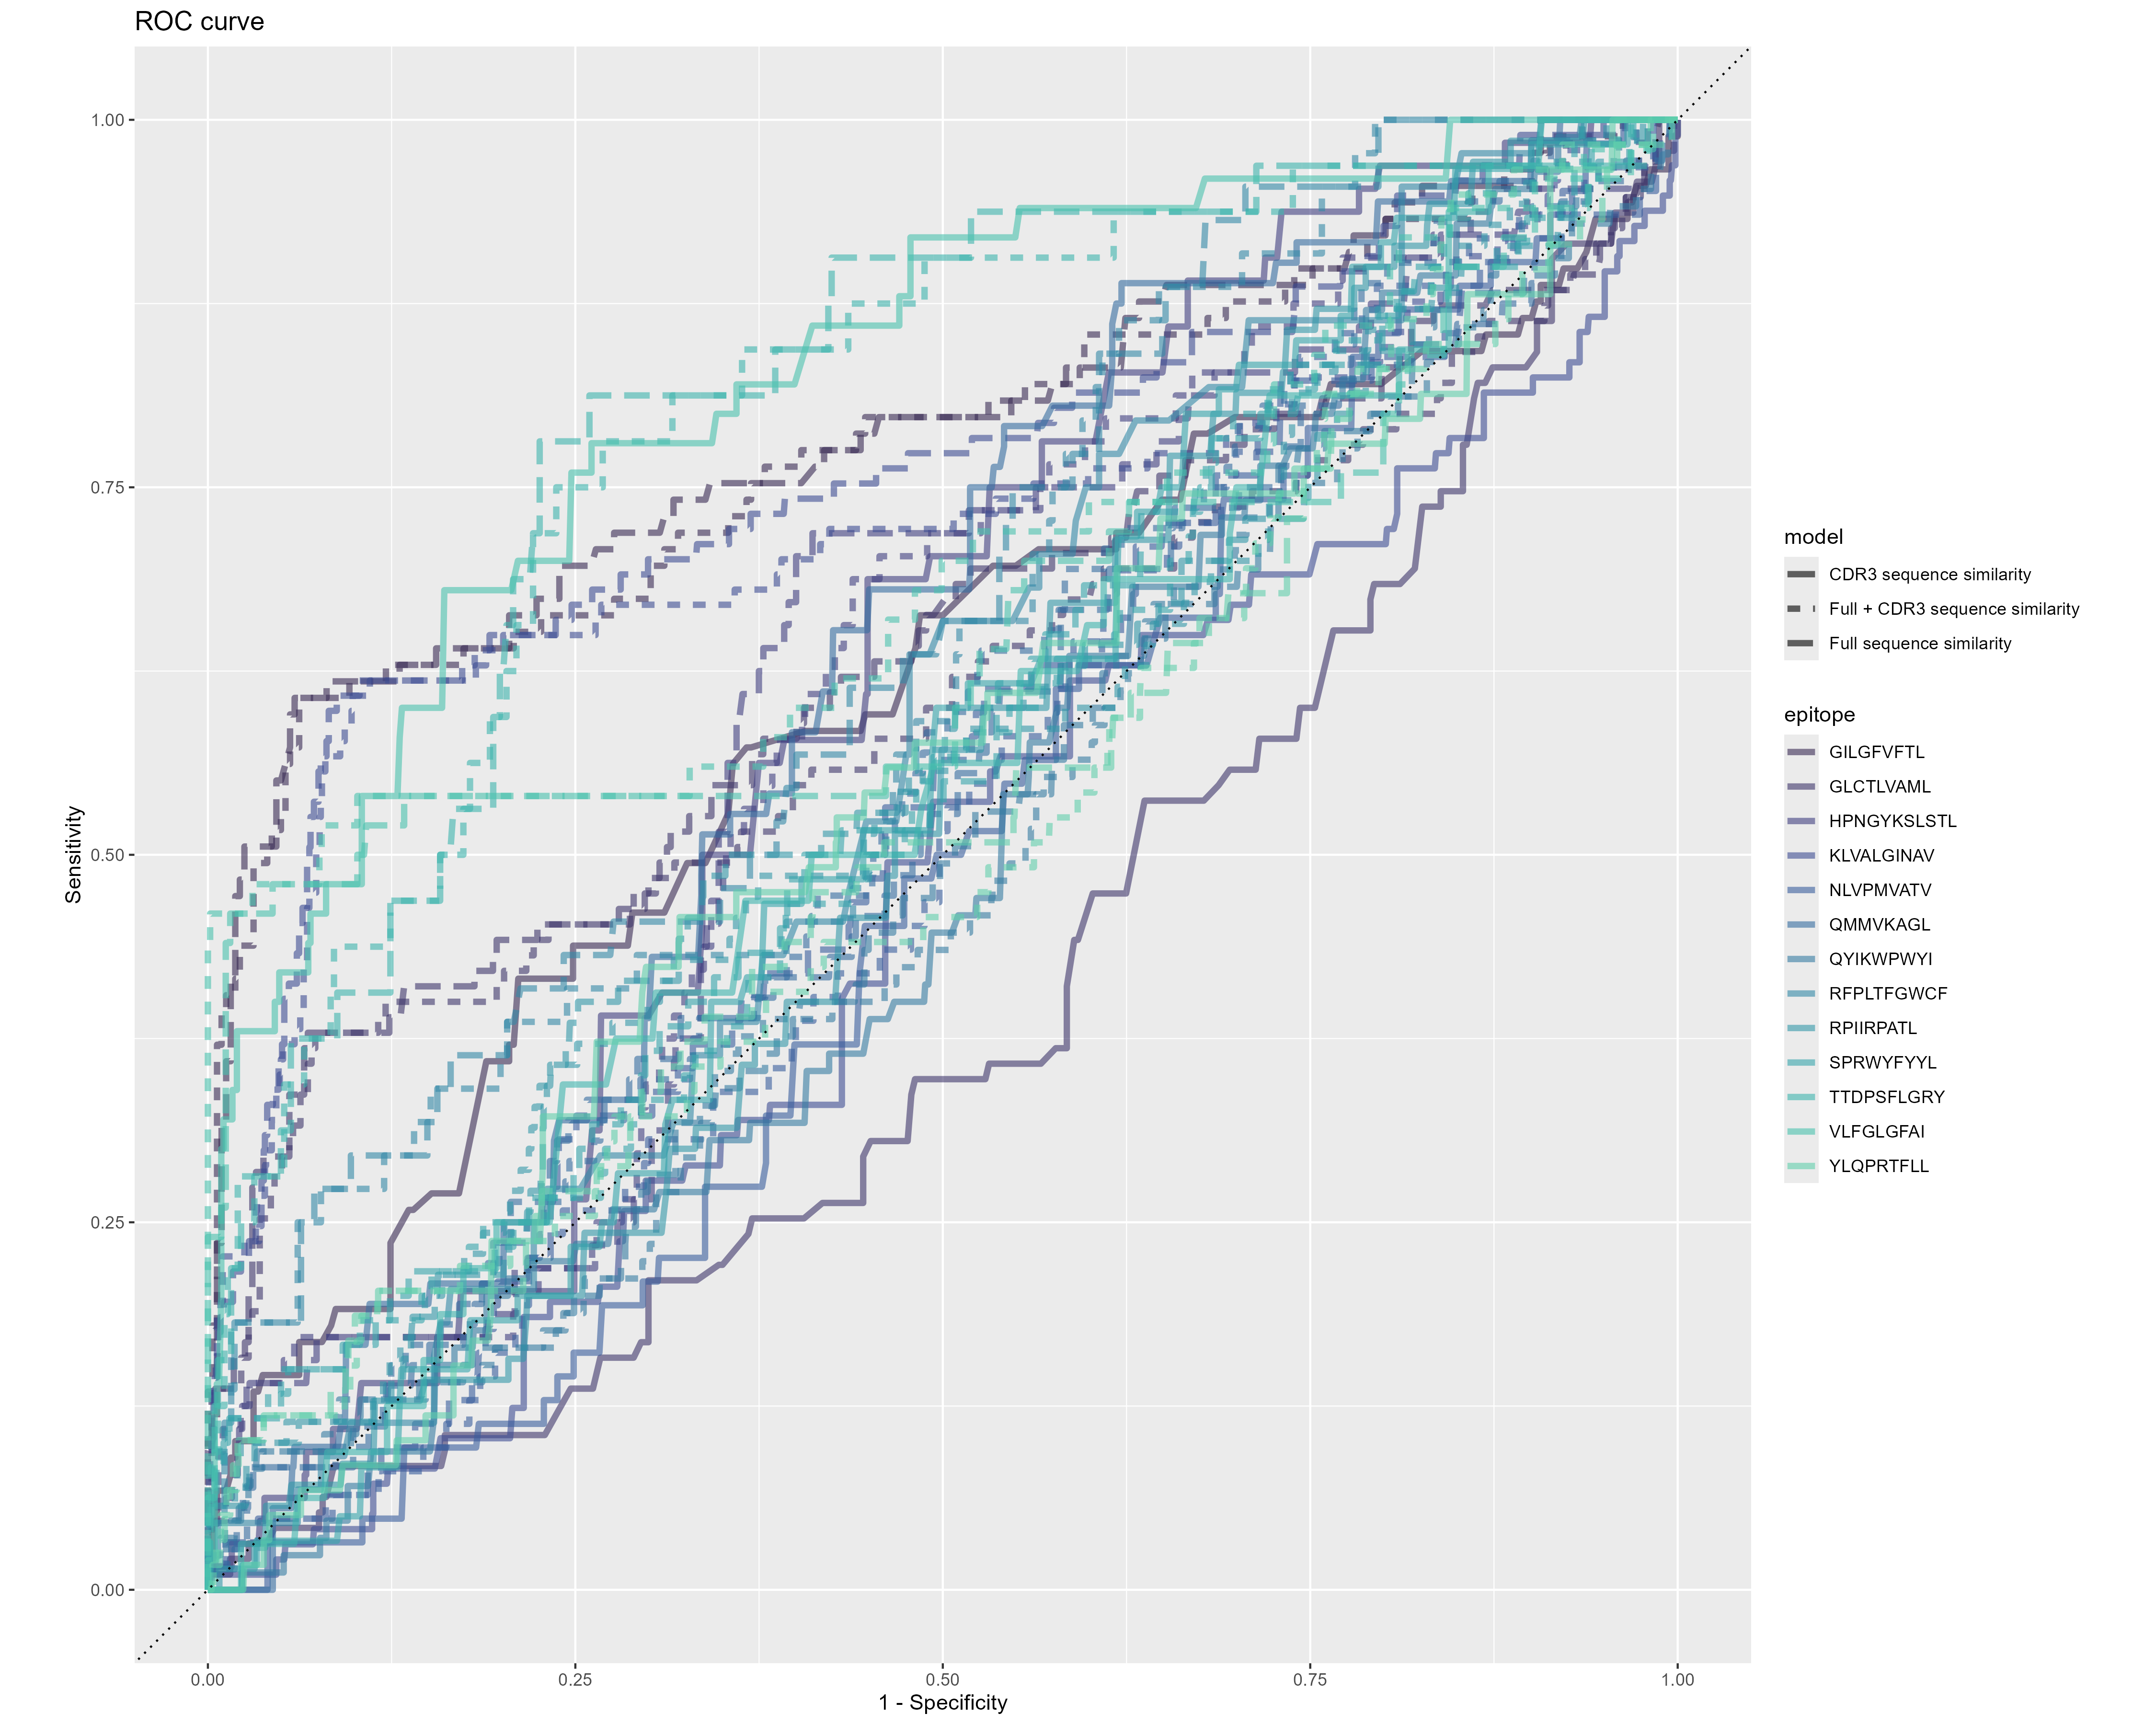 ROC curve
1.00
0.75
0.50
0.25
0.00
Sensitivity
0.00
0.25
0.50
0.75
1.00
1 - Specificity
model
CDR3 sequence similarity
Full + CDR3 sequence similarity
Full sequence similarity
epitope
GILGFVFTL
GLCTLVAML
HPNGYKSLSTL
KLVALGINAV
NLVPMVATV
QMMVKAGL
QYIKWPWYI
RFPLTFGWCF
RPIIRPATL
SPRWYFYYL
TTDPSFLGRY
VLFGLGFAI
YLQPRTFLL